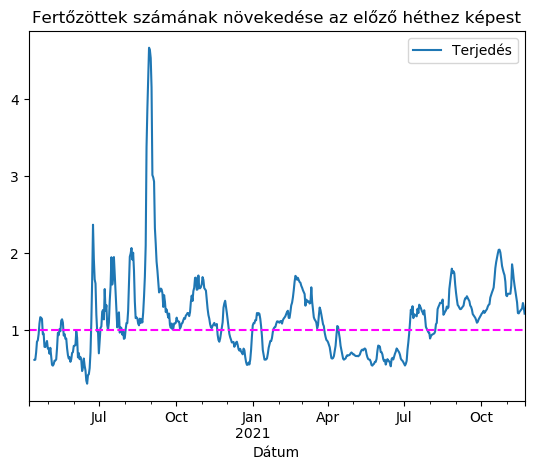 Fertőzöttek számának növekedése az előző héthez képest
Terjedés
4
3
2
1
Jul
Oct
Jan
2021
Apr
Jul
Oct
Dátum